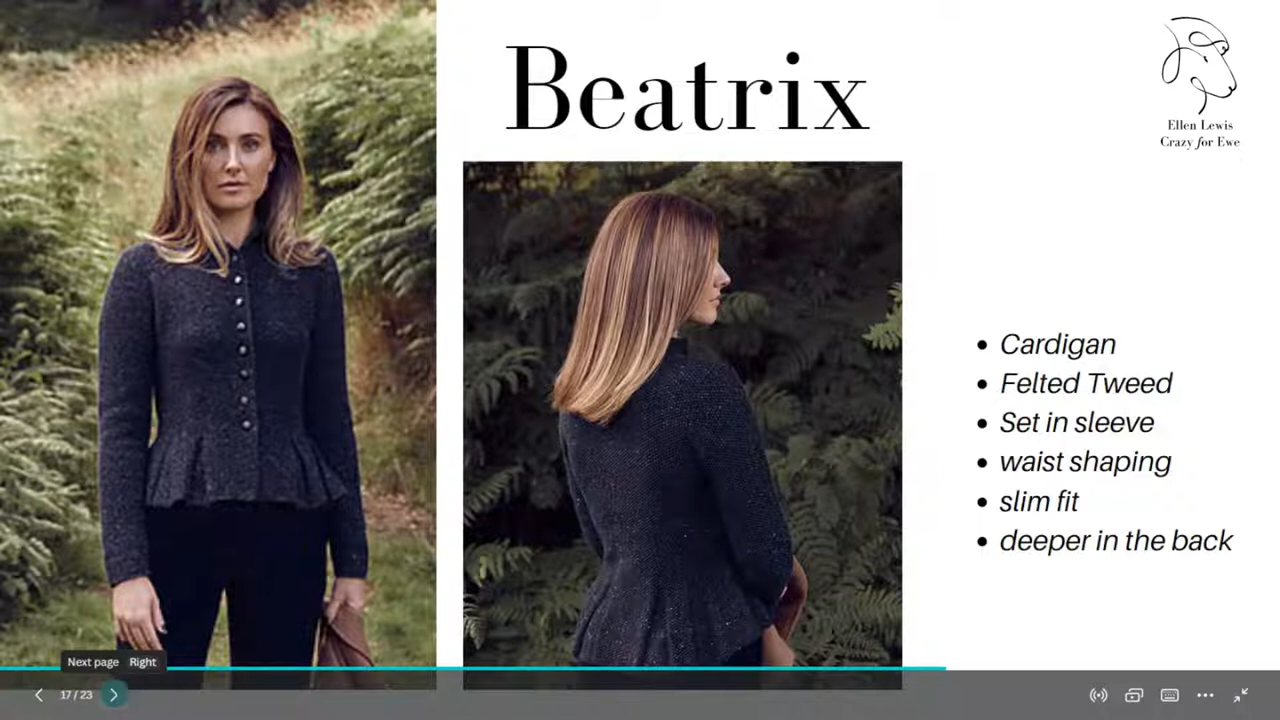 Beatrix
Ellen Lewis
Crazy for Ewe
Cardigan
Felted Tweed
Set in sleeve
waist shaping
slim fit
deeper in the back
Next page Right
17 / 23